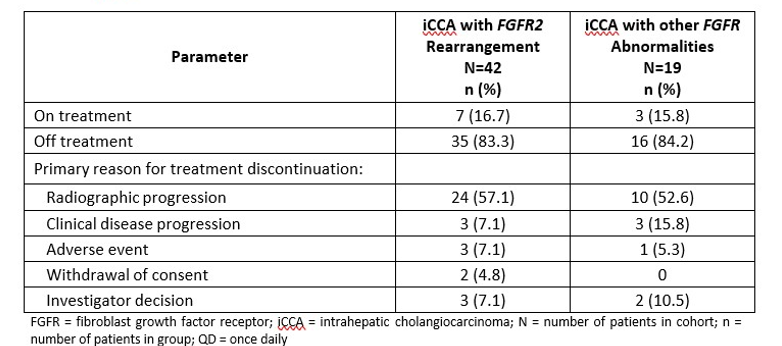 Parameter
iCCA with FGFR2
Rearrangement
N=42
n (%)
iCCA with other FGFR
Abnormalities
N=19
n (%)
On treatment 7 (16.7) 3 (15.8)
Off treatment 35 (83.3) 16 (84.2)
Primary reason for treatment discontinuation:
Radiographic progression 24 (57.1) 10 (52.6)
Clinical disease progression 3 (7.1) 3 (15.8)
Adverse event 3 (7.1) 1 (5.3)
Withdrawal of consent 2 (4.8) 0
Investigator decision 3 (7.1) 2 (10.5)
FGFR = fibroblast growth factor receptor; iCCA = intrahepatic cholangiocarcinoma; N = number of patients in cohort; n =
number of patients in group; QD = once daily